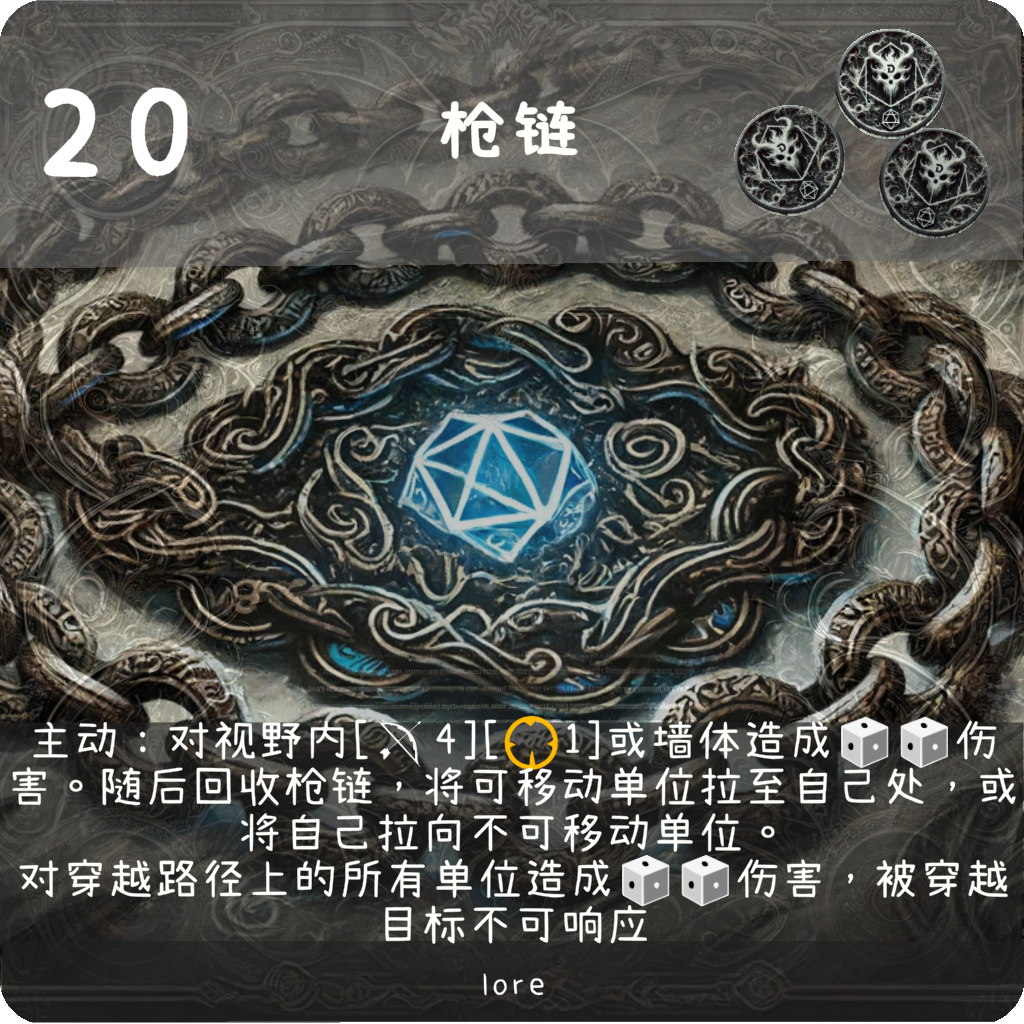 20
枪链
主动：对视野内[4][1]或墙体造成伤
害。随后回收枪链，将可移动单位拉至自己处，或
将自己拉向不可移动单位。
对穿越路径上的所有单位造成伤害，被穿越
目标不可响应
lore